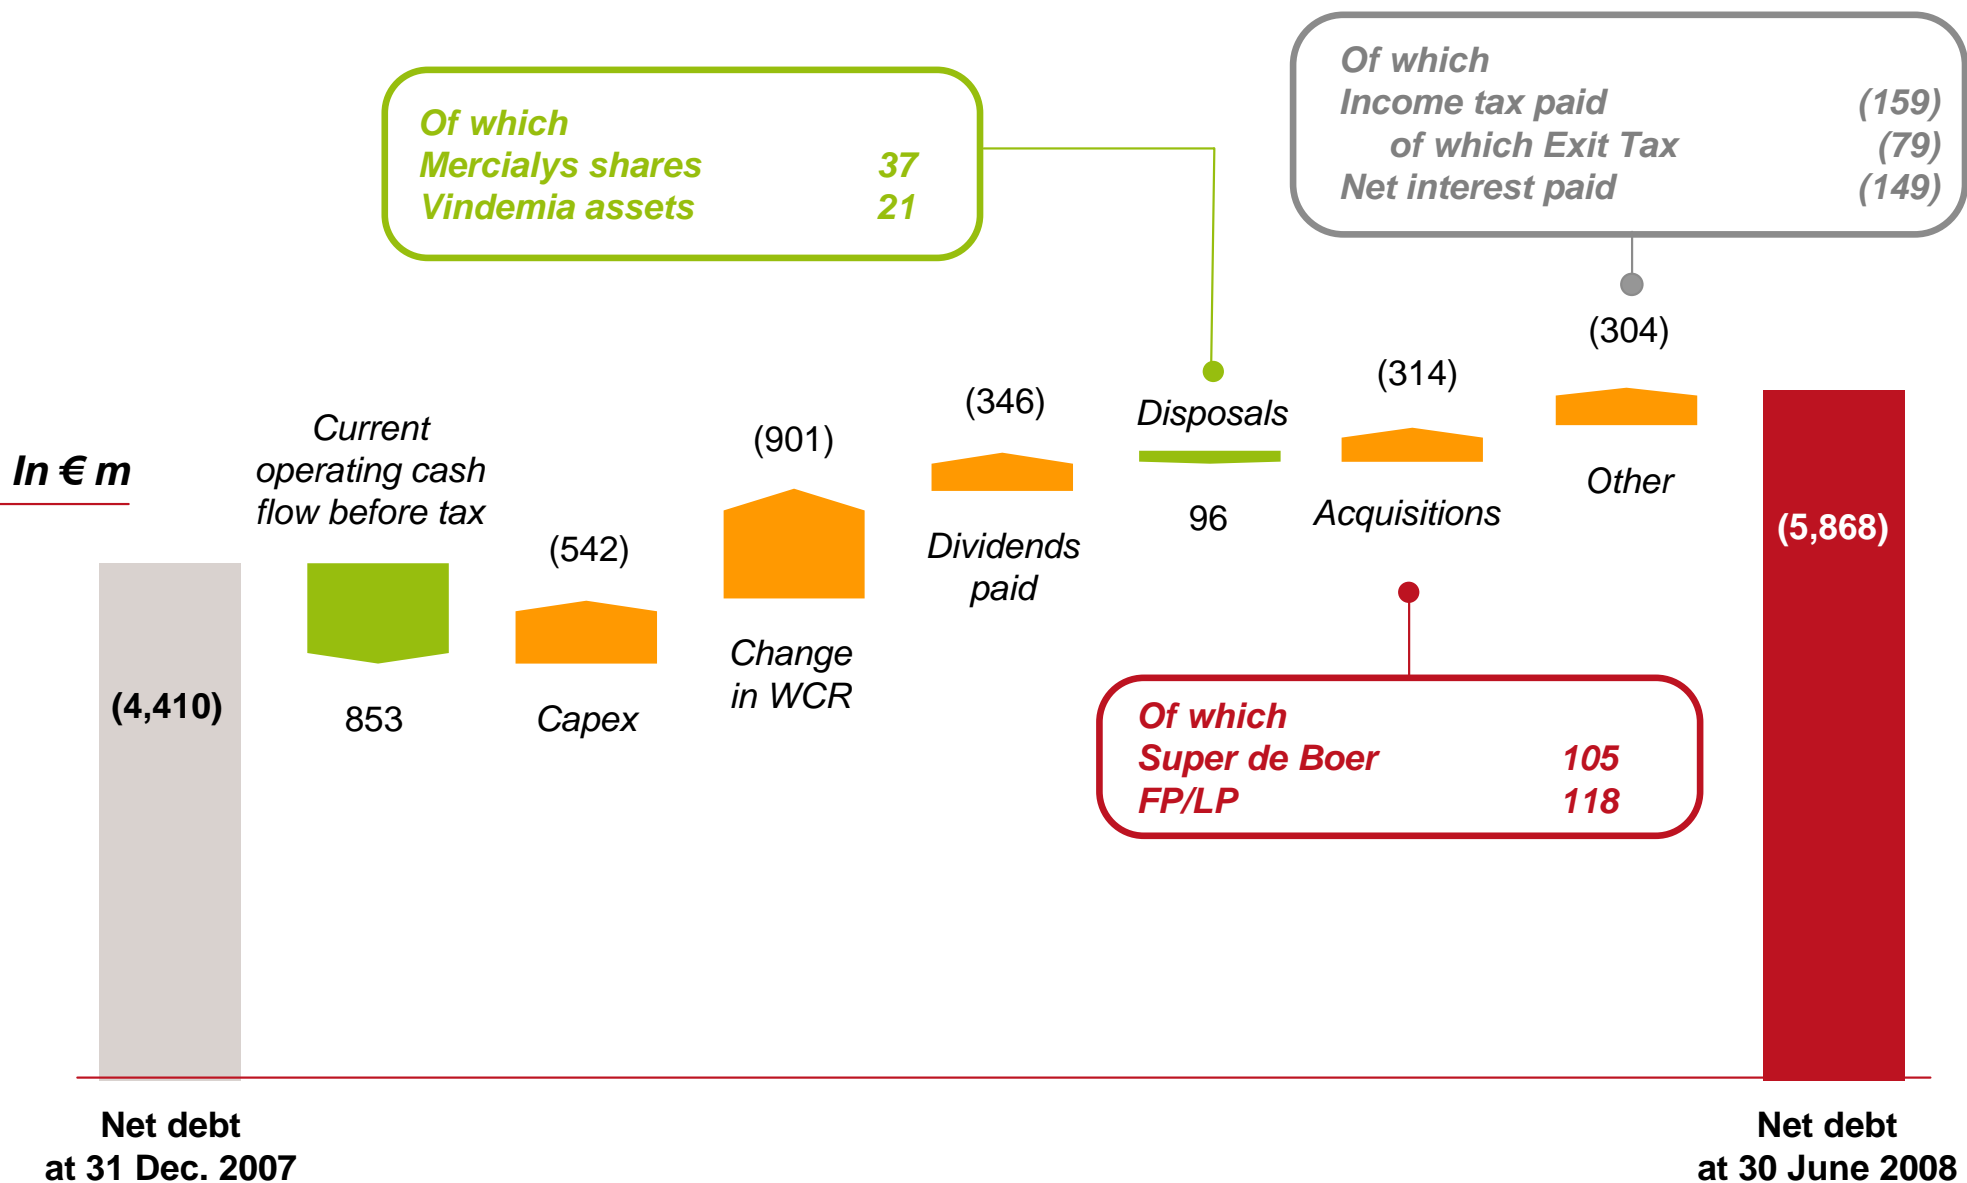 Of which
Income tax paid (159)
of which Exit Tax (79)
Net interest paid (149)
Of which
Mercialys shares 37
Vindemia assets 21
In € m
(4,410)
Current
operating cash
flow before tax
853
(542)
Capex
(901)
Change
in WCR
(346)
Dividends
paid
Disposals
96
(314)
Acquisitions
(304)
Other
(5,868)
Of which
Super de Boer 105
FP/LP 118
Net debt
at 31 Dec. 2007
Net debt
at 30 June 2008